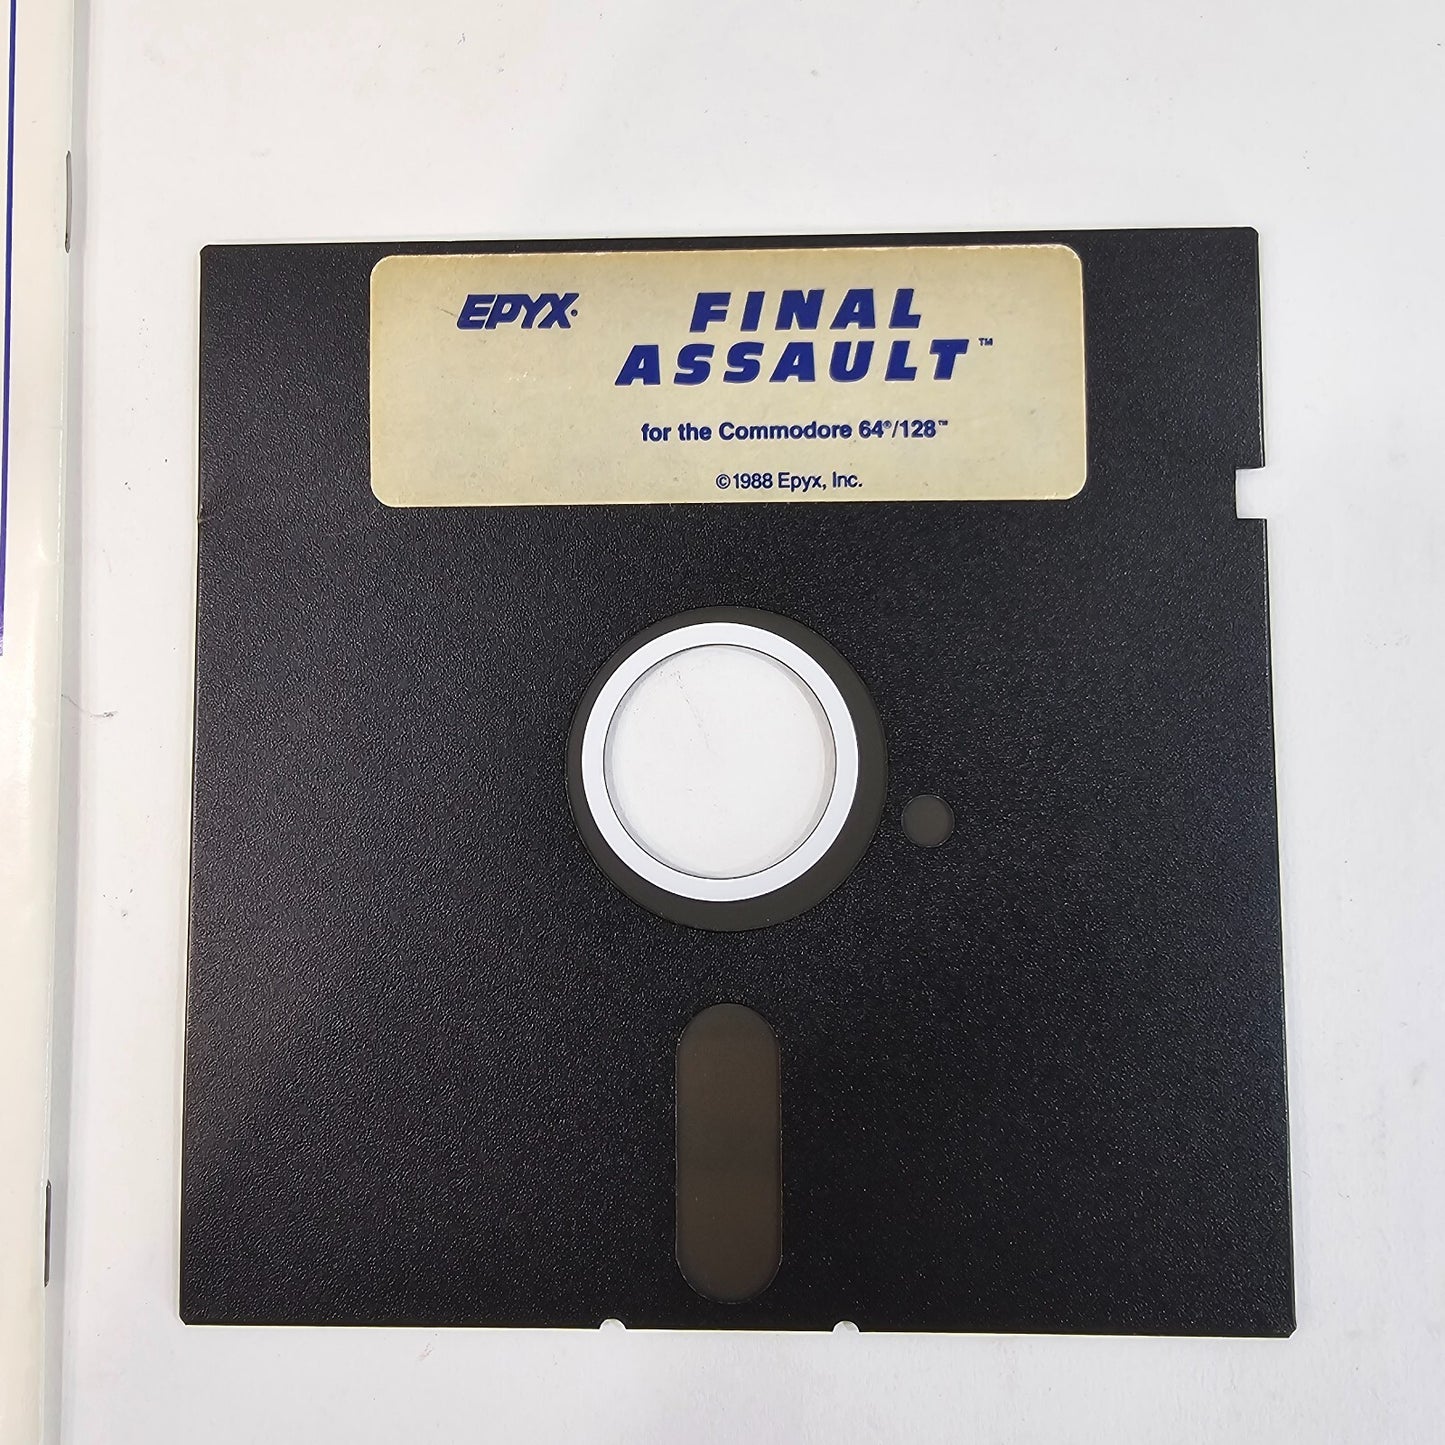 EPYX®
FINAL
ASSAULT™
for the Commodore 64®/128™
©1988 Epyx, Inc.